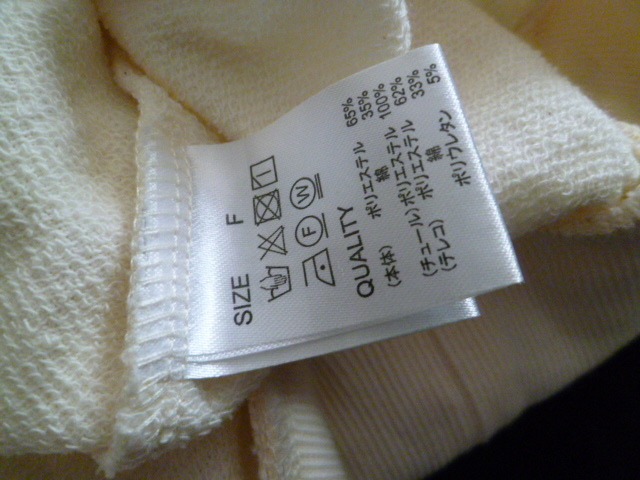 SIZE F
F W
QUALITY
(本体) ポリエステル 65%
綿 35%
(チュール) ポリエステル 100%
(テレコ) ポリエステル 62%
綿 33%
ポリウレタン 5%